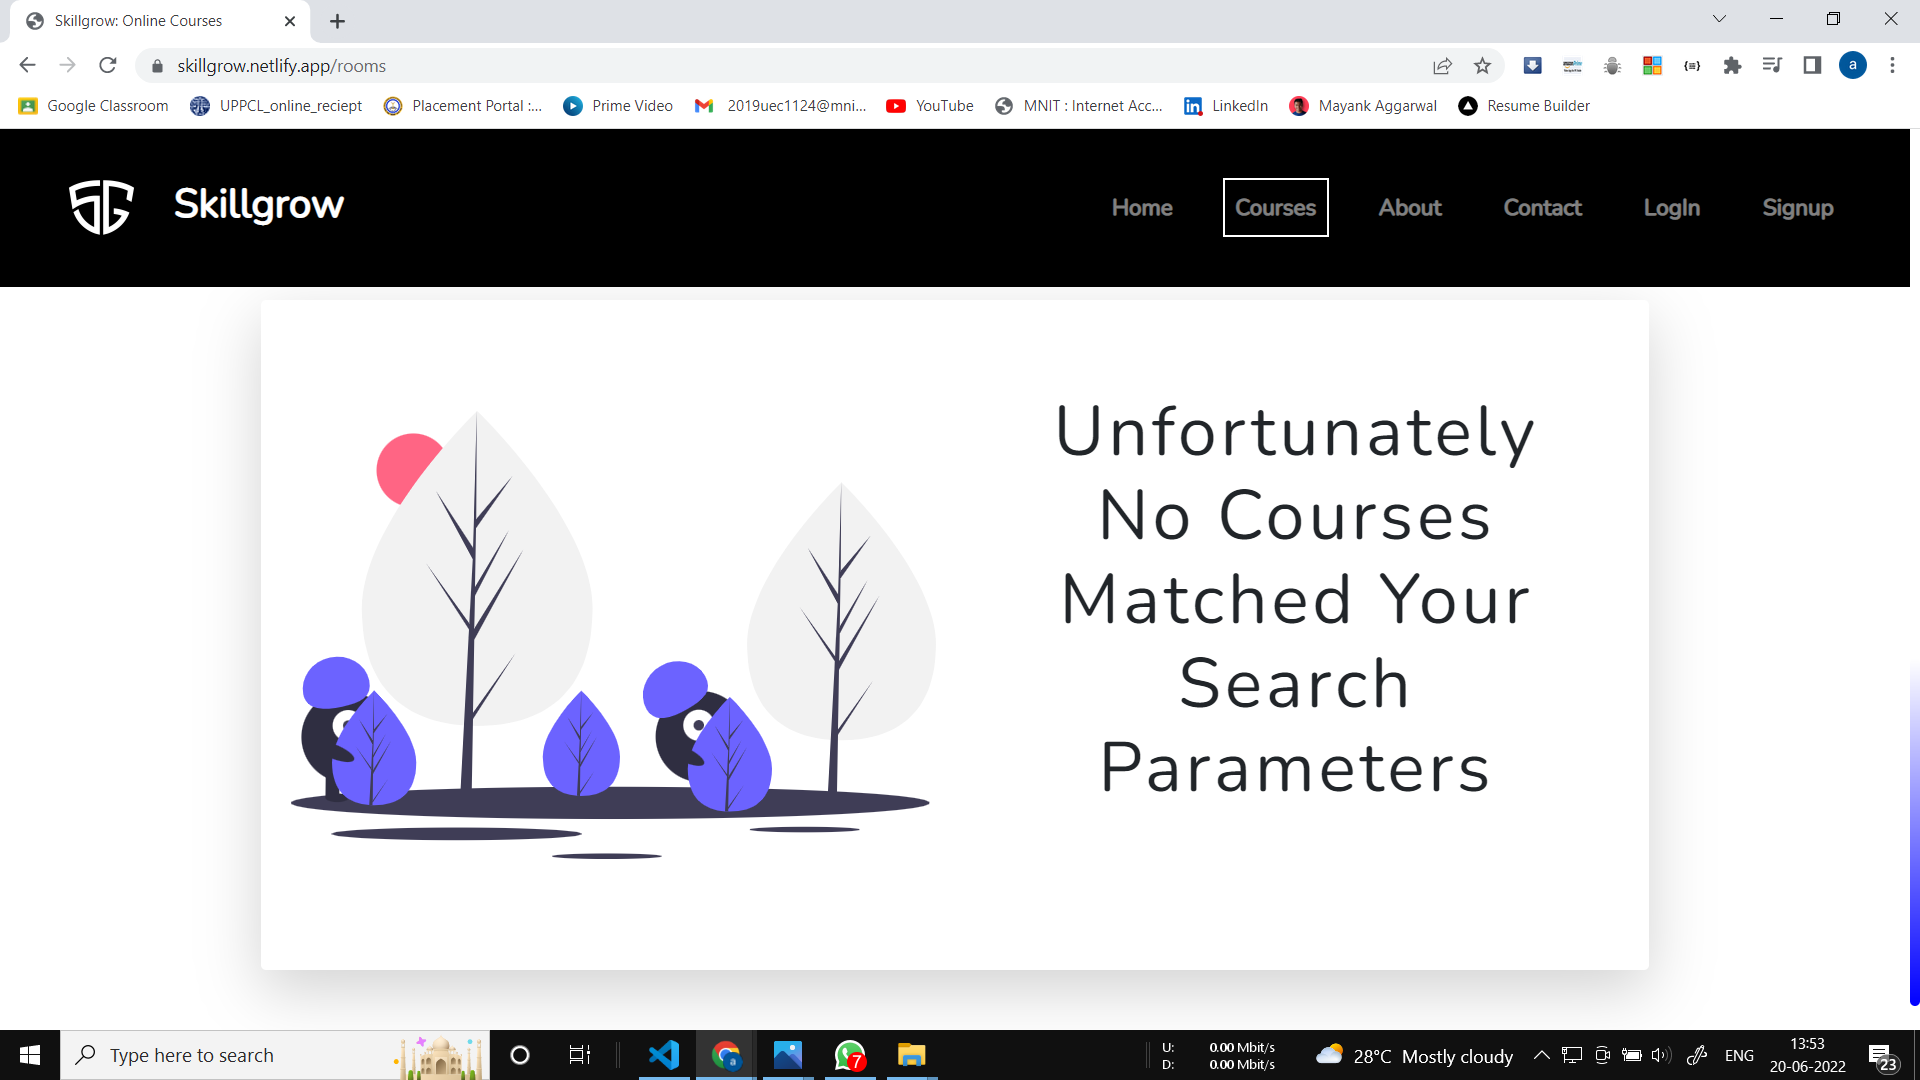 Skillgrow: Online Courses
skillgrow.netlify.app/rooms
a
Google Classroom UPPCL_online_reciept Placement Portal :... Prime Video 2019uec1124@mni... YouTube MNIT : Internet Acc... LinkedIn Mayank Aggarwal Resume Builder
SG Skillgrow Home Courses About Contact LogIn Signup
Unfortunately
No Courses
Matched Your
Search
Parameters
Type here to search
a
7
U: 0.00 Mbit/s
D: 0.00 Mbit/s
28°C Mostly cloudy
ENG
13:53
20-06-2022
23